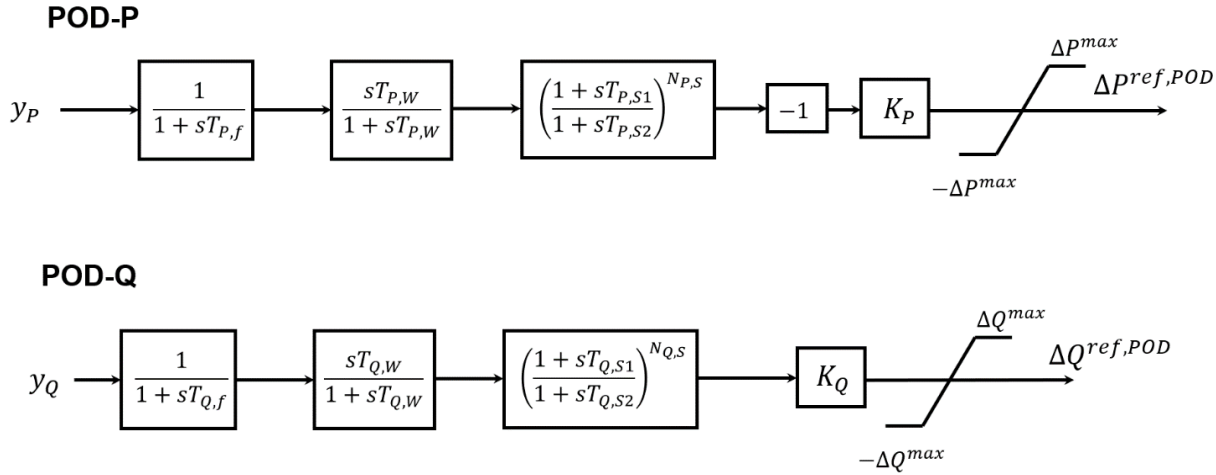 POD-P
y_P
1
1 + sT_{P,f}
sT_{P,W}
1 + sT_{P,W}
(1 + sT_{P,S1} / 1 + sT_{P,S2})^{N_{P,S}}
−1
K_P
ΔP^{max}
−ΔP^{max}
ΔP^{ref,POD}
POD-Q
y_Q
1
1 + sT_{Q,f}
sT_{Q,W}
1 + sT_{Q,W}
(1 + sT_{Q,S1} / 1 + sT_{Q,S2})^{N_{Q,S}}
K_Q
ΔQ^{max}
−ΔQ^{max}
ΔQ^{ref,POD}